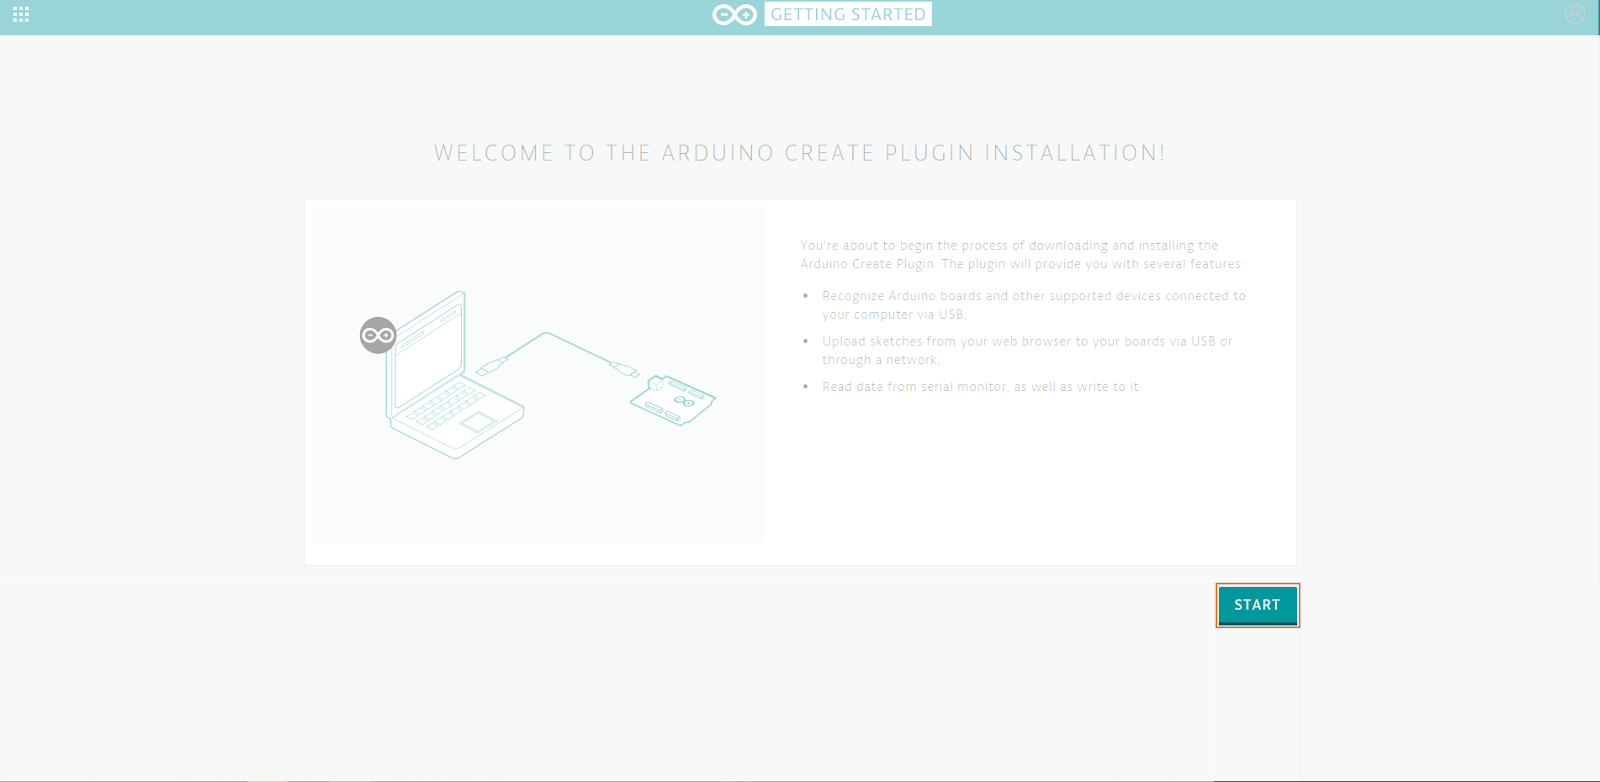 GETTING STARTED
WELCOME TO THE ARDUINO CREATE PLUGIN INSTALLATION!
You're about to begin the process of downloading and installing the
Arduino Create Plugin. The plugin will provide you with several features:
• Recognize Arduino boards and other supported devices connected to
your computer via USB;
• Upload sketches from your web browser to your boards via USB or
through a network;
• Read data from serial monitor, as well as write to it.
START